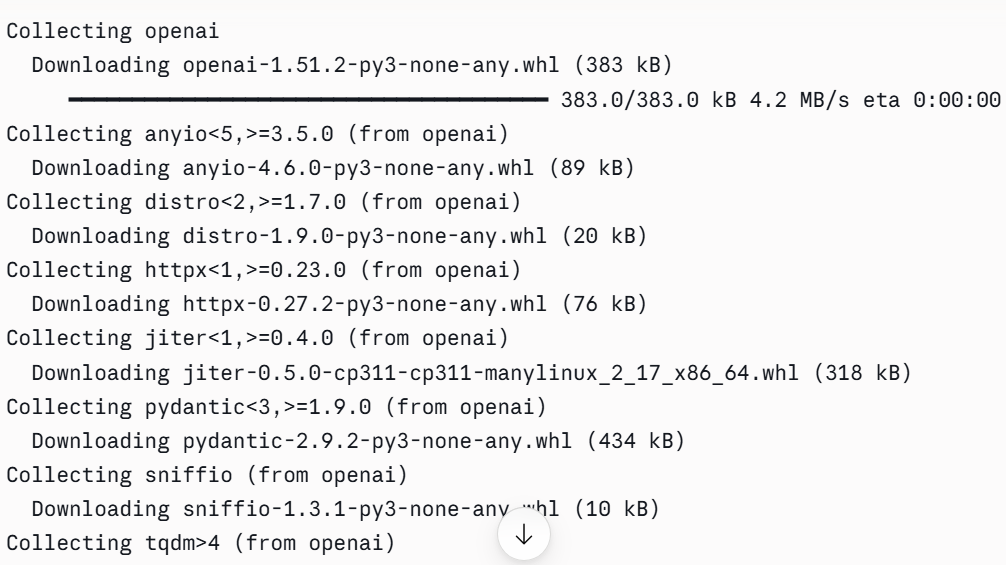 Collecting openai
Downloading openai-1.51.2-py3-none-any.whl (383 kB)
━━━━━━━━━━━━━━━━━━━━━━━━━━━━━━━━━━━━━━━━ 383.0/383.0 kB 4.2 MB/s eta 0:00:00
Collecting anyio<5,>=3.5.0 (from openai)
Downloading anyio-4.6.0-py3-none-any.whl (89 kB)
Collecting distro<2,>=1.7.0 (from openai)
Downloading distro-1.9.0-py3-none-any.whl (20 kB)
Collecting httpx<1,>=0.23.0 (from openai)
Downloading httpx-0.27.2-py3-none-any.whl (76 kB)
Collecting jiter<1,>=0.4.0 (from openai)
Downloading jiter-0.5.0-cp311-cp311-manylinux_2_17_x86_64.whl (318 kB)
Collecting pydantic<3,>=1.9.0 (from openai)
Downloading pydantic-2.9.2-py3-none-any.whl (434 kB)
Collecting sniffio (from openai)
Downloading sniffio-1.3.1-py3-none-any.whl (10 kB)
Collecting tqdm>4 (from openai)